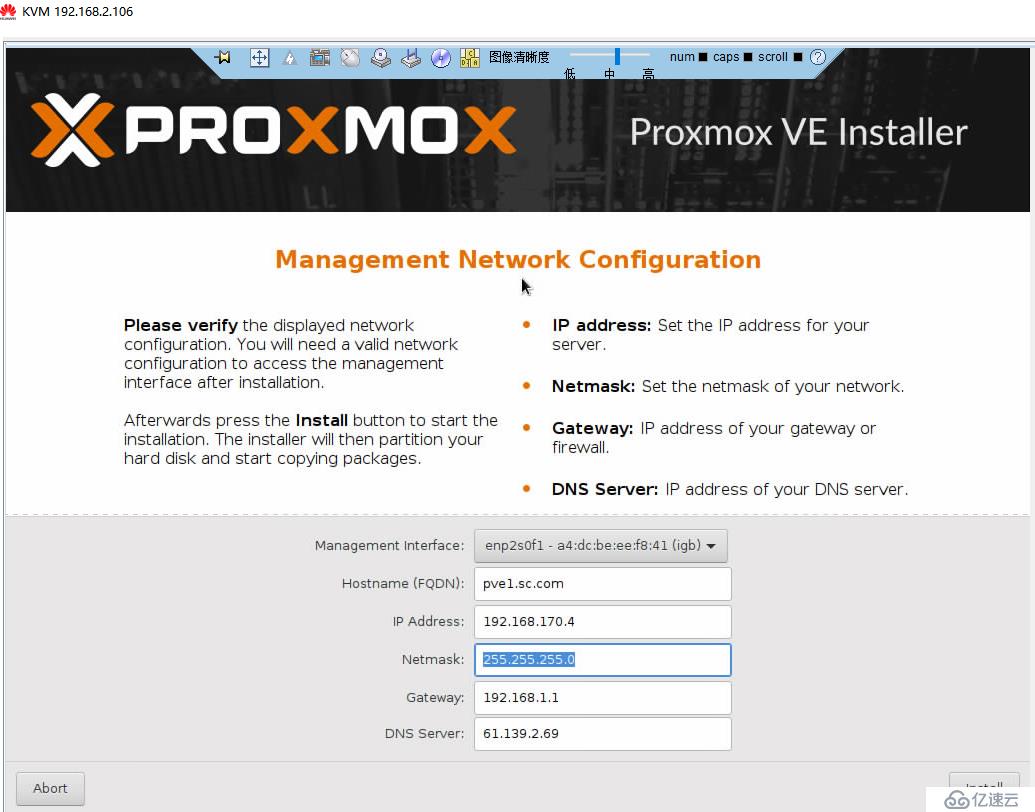 KVM 192.168.2.106
图像清晰度
低 中 高
num caps scroll
PROXMOX
Proxmox VE Installer
Management Network Configuration
Please verify the displayed network
configuration. You will need a valid network
configuration to access the management
interface after installation.
Afterwards press the Install button to start the
installation. The installer will then partition your
hard disk and start copying packages.
IP address: Set the IP address for your
server.
Netmask: Set the netmask of your network.
Gateway: IP address of your gateway or
firewall.
DNS Server: IP address of your DNS server.
Management Interface: enp2s0f1 - a4:dc:be:ee:f8:41 (igb)
Hostname (FQDN): pve1.sc.com
IP Address: 192.168.170.4
Netmask: 255.255.255.0
Gateway: 192.168.1.1
DNS Server: 61.139.2.69
Abort
Install
亿速云